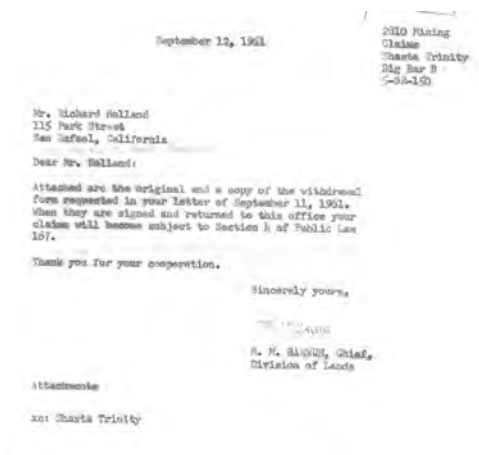 September 12, 1961
2810 Mining
Claims
Shasta Trinity
Big Bar D
Mr. Richard Holland
115 Park Street
San Rafael, California
Dear Mr. Holland:
Attached are the original and a copy of the withdrawal
form requested in your letter of September 11, 1961.
When they are signed and returned to this office your
claims will become subject to Section 4 of Public Law
167.
Thank you for your cooperation.
Sincerely yours,
Chief,
Division of Lands
Attachments
xc: Shasta Trinity